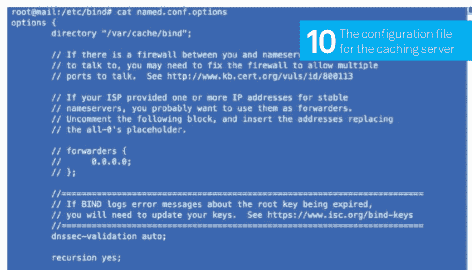 root@mail:/etc/bind# cat named.conf.options
options {
directory "/var/cache/bind";
10 The configuration file
for the caching server
// If there is a firewall between you and nameser
// to talk to, you may need to fix the firewall to allow multiple
// ports to talk. See http://www.kb.cert.org/vuls/id/800113
// If your ISP provided one or more IP addresses for stable
// nameservers, you probably want to use them as forwarders.
// Uncomment the following block, and insert the addresses replacing
// the all-0's placeholder.
// forwarders {
// 0.0.0.0;
// };
//========================================================================
// If BIND logs error messages about the root key being expired,
// you will need to update your keys. See https://www.isc.org/bind-keys
//========================================================================
dnssec-validation auto;
recursion yes;